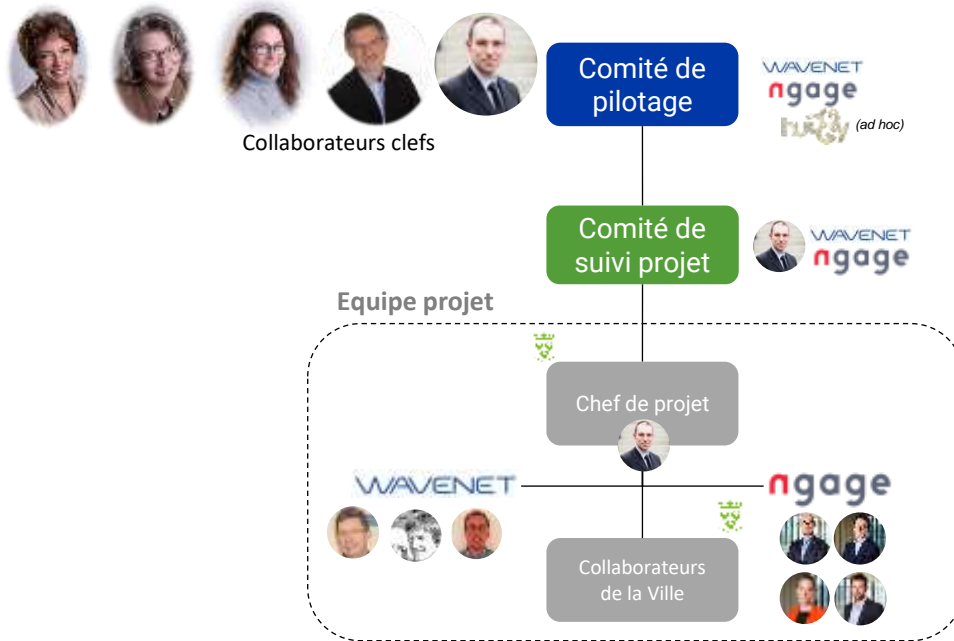 Comité de
pilotage
WAVENET
ngage
(ad hoc)
Collaborateurs clefs
Comité de
suivi projet
WAVENET
ngage
Equipe projet
Chef de projet
WAVENET
ngage
Collaborateurs
de la Ville